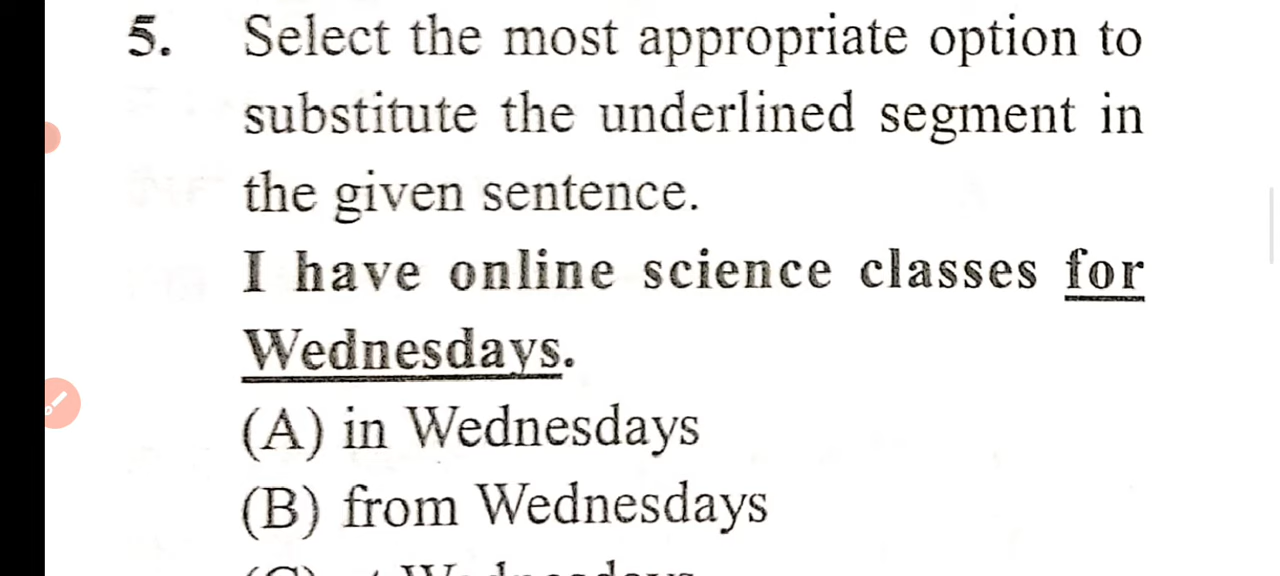 5. Select the most appropriate option to
substitute the underlined segment in
the given sentence.
I have online science classes for
Wednesdays.
(A) in Wednesdays
(B) from Wednesdays